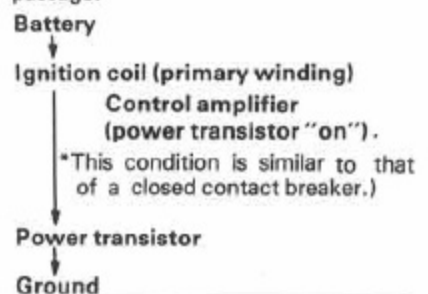 Battery
Ignition coil (primary winding)
Control amplifier
(power transistor "on").
*This condition is similar to that
of a closed contact breaker.)
Power transistor
Ground